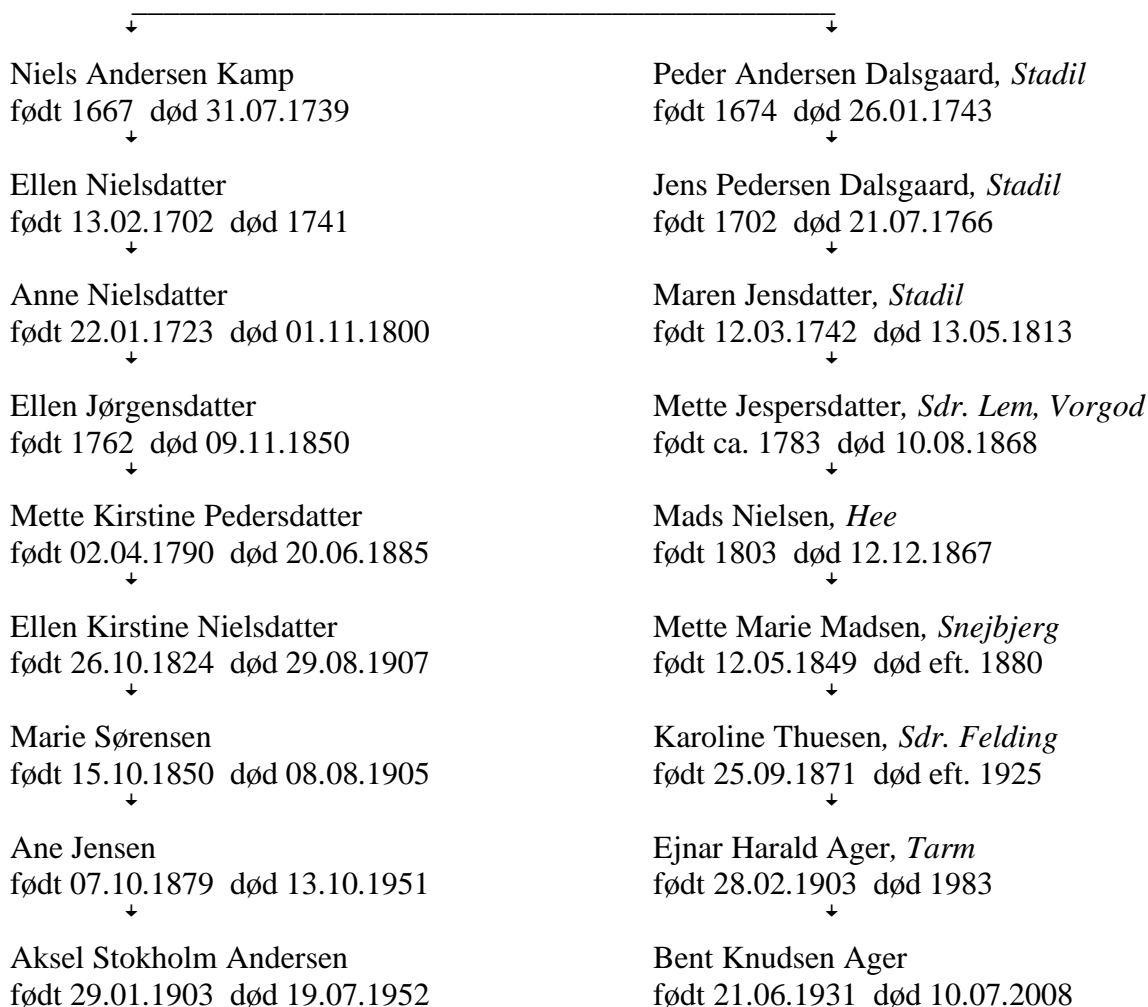 Niels Andersen Kamp
født 1667 død 31.07.1739
Ellen Nielsdatter
født 13.02.1702 død 1741
Anne Nielsdatter
født 22.01.1723 død 01.11.1800
Ellen Jørgensdatter
født 1762 død 09.11.1850
Mette Kirstine Pedersdatter
født 02.04.1790 død 20.06.1885
Ellen Kirstine Nielsdatter
født 26.10.1824 død 29.08.1907
Marie Sørensen
født 15.10.1850 død 08.08.1905
Ane Jensen
født 07.10.1879 død 13.10.1951
Aksel Stokholm Andersen
født 29.01.1903 død 19.07.1952
Peder Andersen Dalsgaard, Stadil
født 1674 død 26.01.1743
Jens Pedersen Dalsgaard, Stadil
født 1702 død 21.07.1766
Maren Jensdatter, Stadil
født 12.03.1742 død 13.05.1813
Mette Jespersdatter, Sdr. Lem, Vorgod
født ca. 1783 død 10.08.1868
Mads Nielsen, Hee
født 1803 død 12.12.1867
Mette Marie Madsen, Snejbjerg
født 12.05.1849 død eft. 1880
Karoline Thuesen, Sdr. Felding
født 25.09.1871 død eft. 1925
Ejnar Harald Ager, Tarm
født 28.02.1903 død 1983
Bent Knudsen Ager
født 21.06.1931 død 10.07.2008